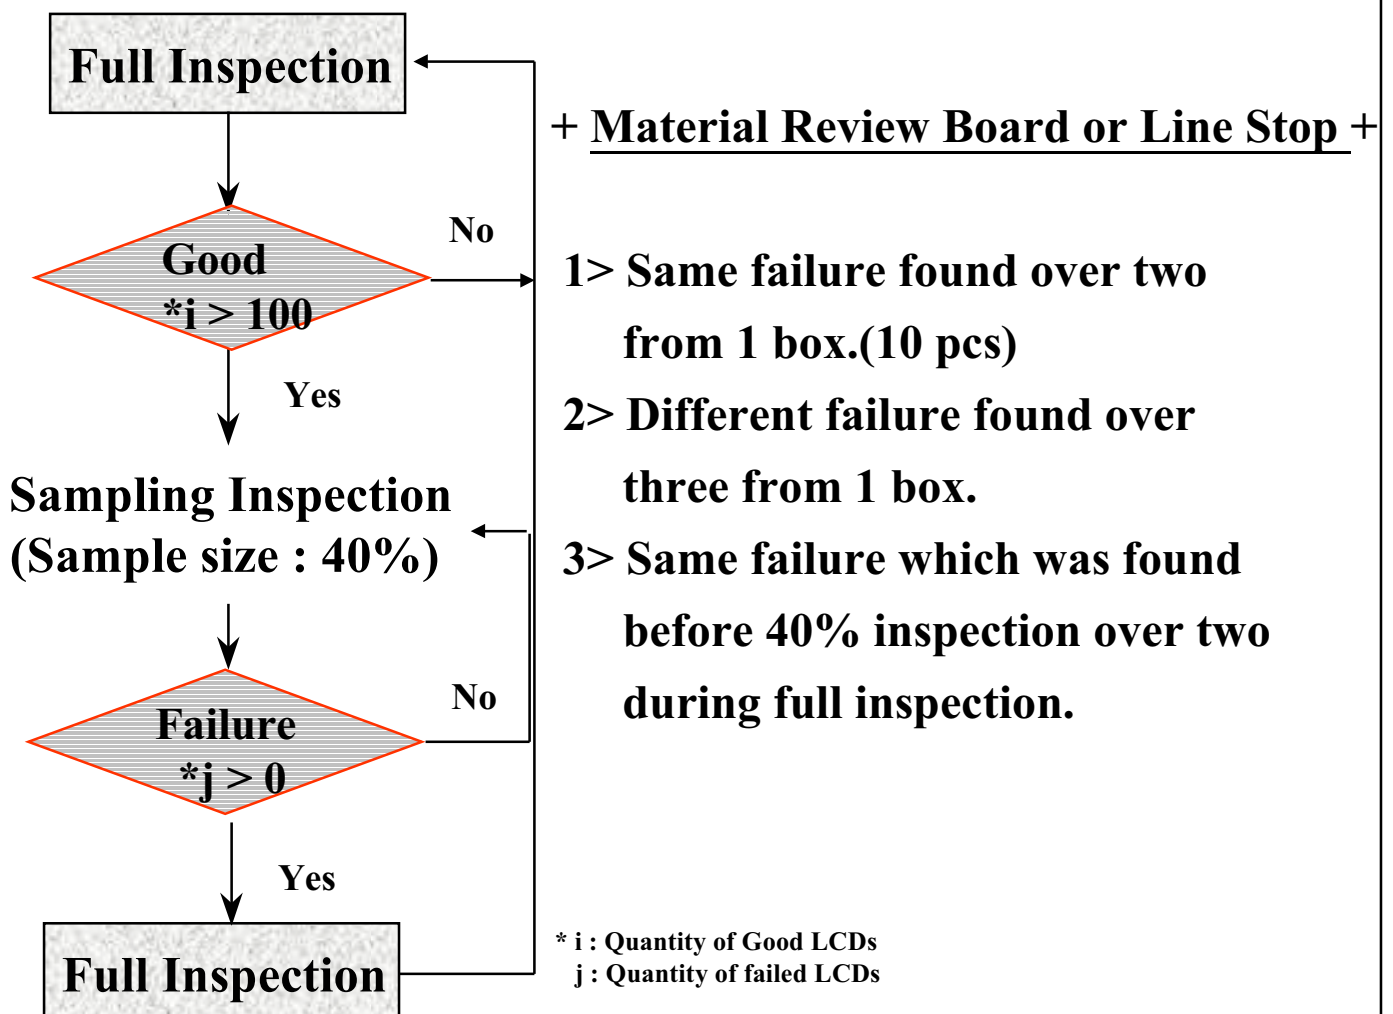 Full Inspection
Good
*i > 100
No
Yes
Sampling Inspection
(Sample size : 40%)
Failure
*j > 0
No
Yes
Full Inspection
+ Material Review Board or Line Stop +
1> Same failure found over two
from 1 box.(10 pcs)
2> Different failure found over
three from 1 box.
3> Same failure which was found
before 40% inspection over two
during full inspection.
* i : Quantity of Good LCDs
j : Quantity of failed LCDs